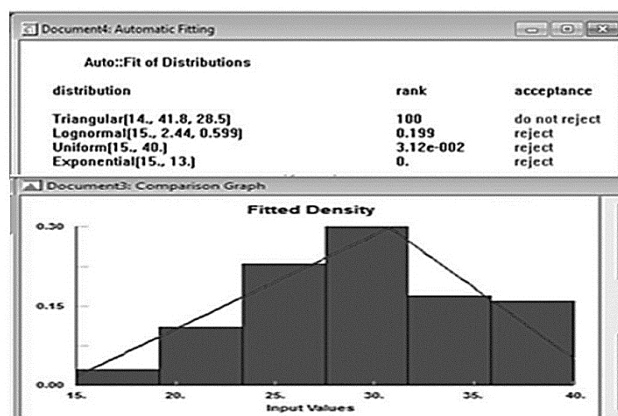 Document4: Automatic Fitting
Auto::Fit of Distributions
distribution rank acceptance
Triangular(14., 41.8, 28.5) 100 do not reject
Lognormal(15., 2.44, 0.599) 0.199 reject
Uniform(15., 40.) 3.12e-002 reject
Exponential(15., 13.) 0. reject
Document3: Comparison Graph
Fitted Density
0.30
0.15
0.00
15. 20. 25. 30. 35. 40.
Input Values